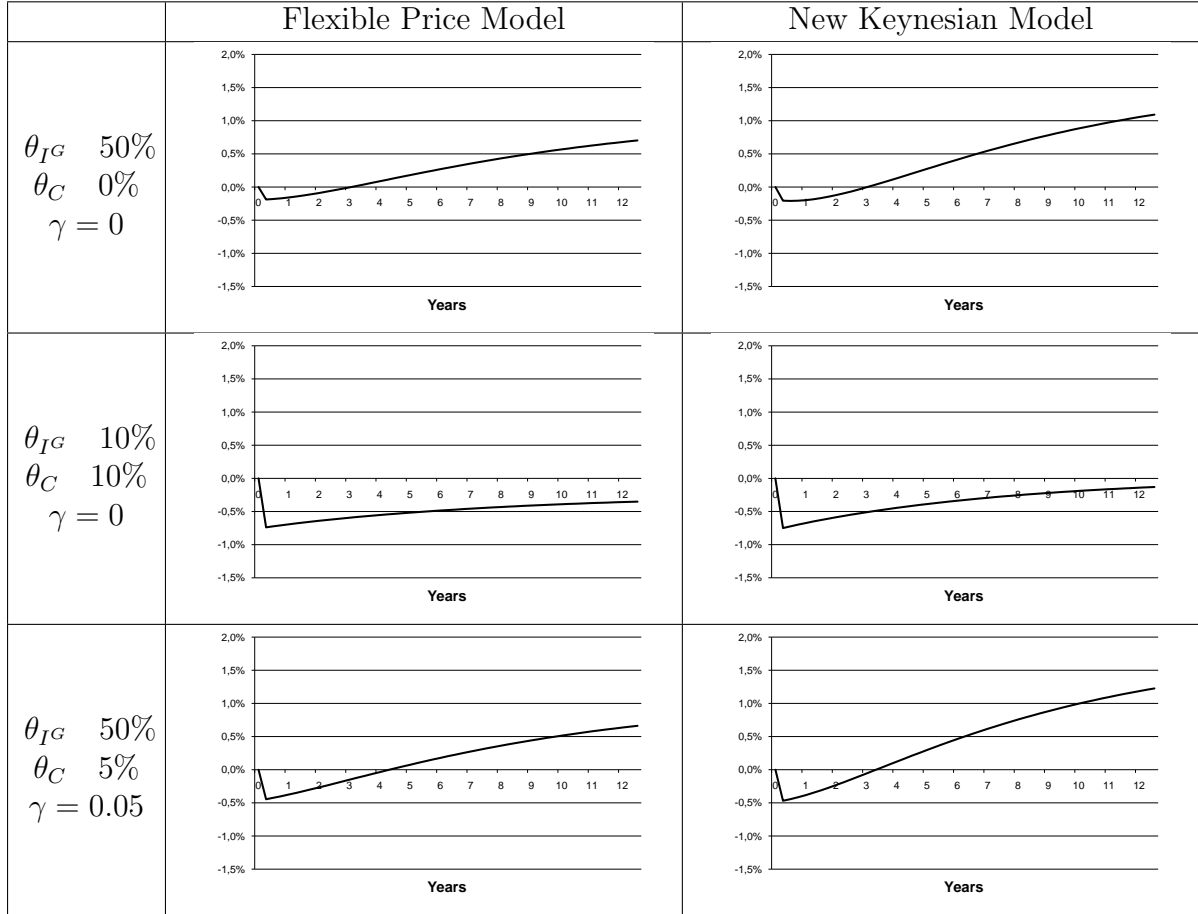 Flexible Price Model New Keynesian Model
θ_{I^G} 50%
θ_C 0%
γ = 0
2,0%
1,5%
1,0%
0,5%
0,0%
0 1 2 3 4 5 6 7 8 9 10 11 12
-0,5%
-1,0%
-1,5%
Years
2,0%
1,5%
1,0%
0,5%
0,0%
0 1 2 3 4 5 6 7 8 9 10 11 12
-0,5%
-1,0%
-1,5%
Years
θ_{I^G} 10%
θ_C 10%
γ = 0
2,0%
1,5%
1,0%
0,5%
0,0%
0 1 2 3 4 5 6 7 8 9 10 11 12
-0,5%
-1,0%
-1,5%
Years
2,0%
1,5%
1,0%
0,5%
0,0%
0 1 2 3 4 5 6 7 8 9 10 11 12
-0,5%
-1,0%
-1,5%
Years
θ_{I^G} 50%
θ_C 5%
γ = 0.05
2,0%
1,5%
1,0%
0,5%
0,0%
0 1 2 3 4 5 6 7 8 9 10 11 12
-0,5%
-1,0%
-1,5%
Years
2,0%
1,5%
1,0%
0,5%
0,0%
0 1 2 3 4 5 6 7 8 9 10 11 12
-0,5%
-1,0%
-1,5%
Years